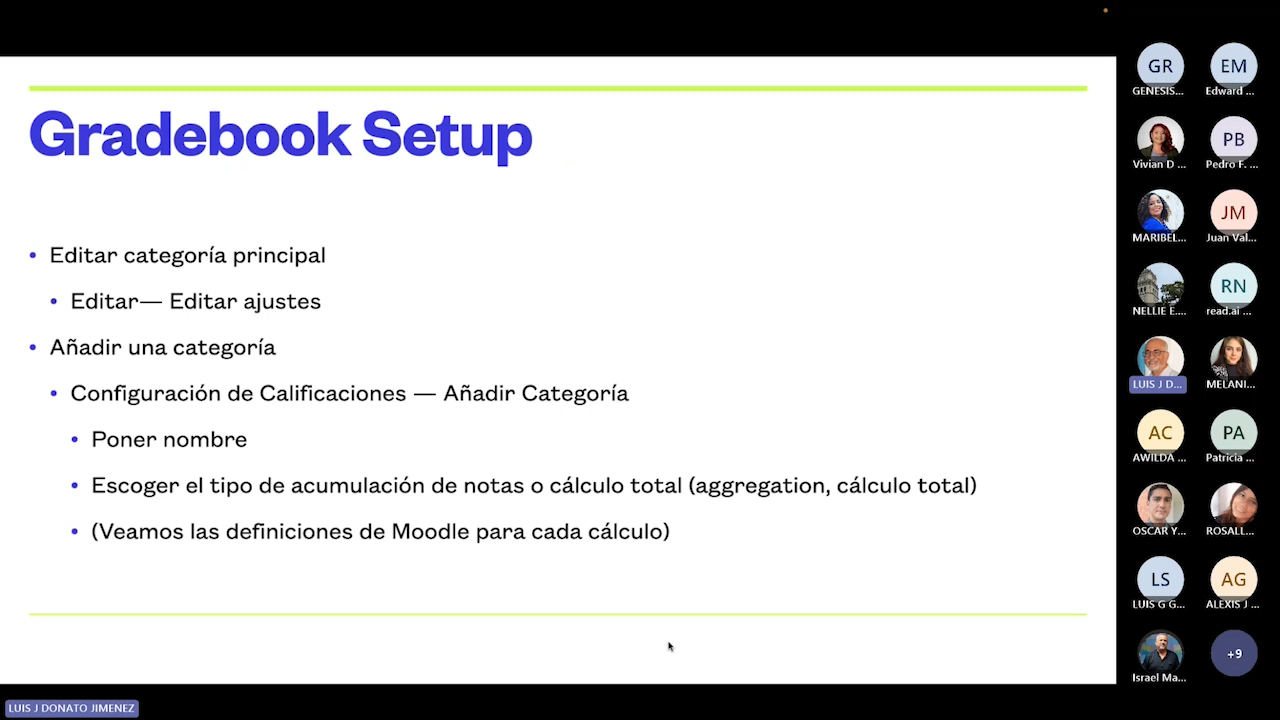 Gradebook Setup
• Editar categoría principal
• Editar— Editar ajustes
• Añadir una categoría
• Configuración de Calificaciones — Añadir Categoría
• Poner nombre
• Escoger el tipo de acumulación de notas o cálculo total (aggregation, cálculo total)
• (Veamos las definiciones de Moodle para cada cálculo)
GR EM
GENESIS... Edward ...
PB
Vivian D ... Pedro F. ...
JM
MARIBEL... Juan Val...
RN
NELLIE E.... read.ai ...
LUIS J D... MELANI...
AC PA
AWILDA ... Patricia ...
OSCAR Y... ROSALL...
LS AG
LUIS G G... ALEXIS J ...
+9
Israel Ma...
LUIS J DONATO JIMENEZ